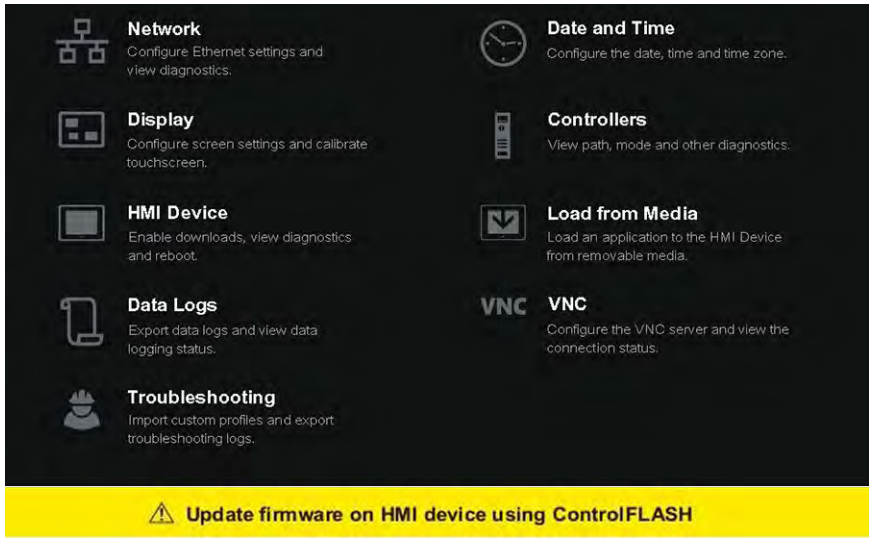 Network
Configure Ethernet settings and
view diagnostics.
Display
Configure screen settings and calibrate
touchscreen.
HMI Device
Enable downloads, view diagnostics
and reboot.
Data Logs
Export data logs and view data
logging status.
Troubleshooting
Import custom profiles and export
troubleshooting logs.
Date and Time
Configure the date, time and time zone.
Controllers
View path, mode and other diagnostics.
Load from Media
Load an application to the HMI Device
from removable media.
VNC
VNC
Configure the VNC server and view the
connection status.
Update firmware on HMI device using ControlFLASH